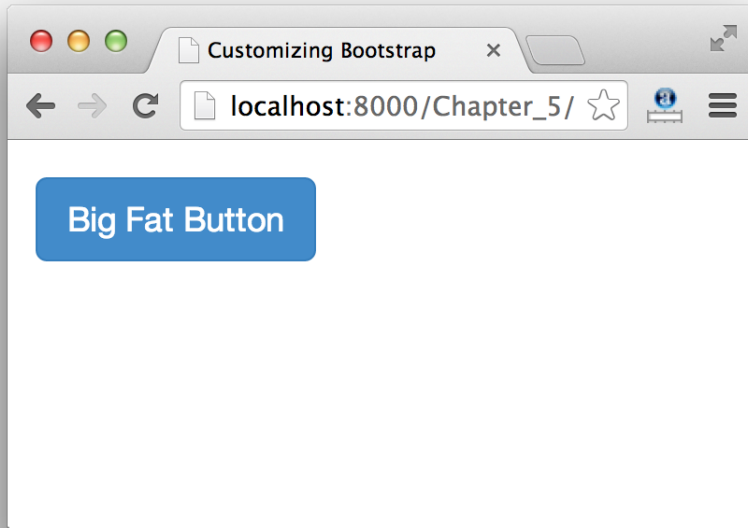 Customizing Bootstrap
localhost:8000/Chapter_5/
Big Fat Button